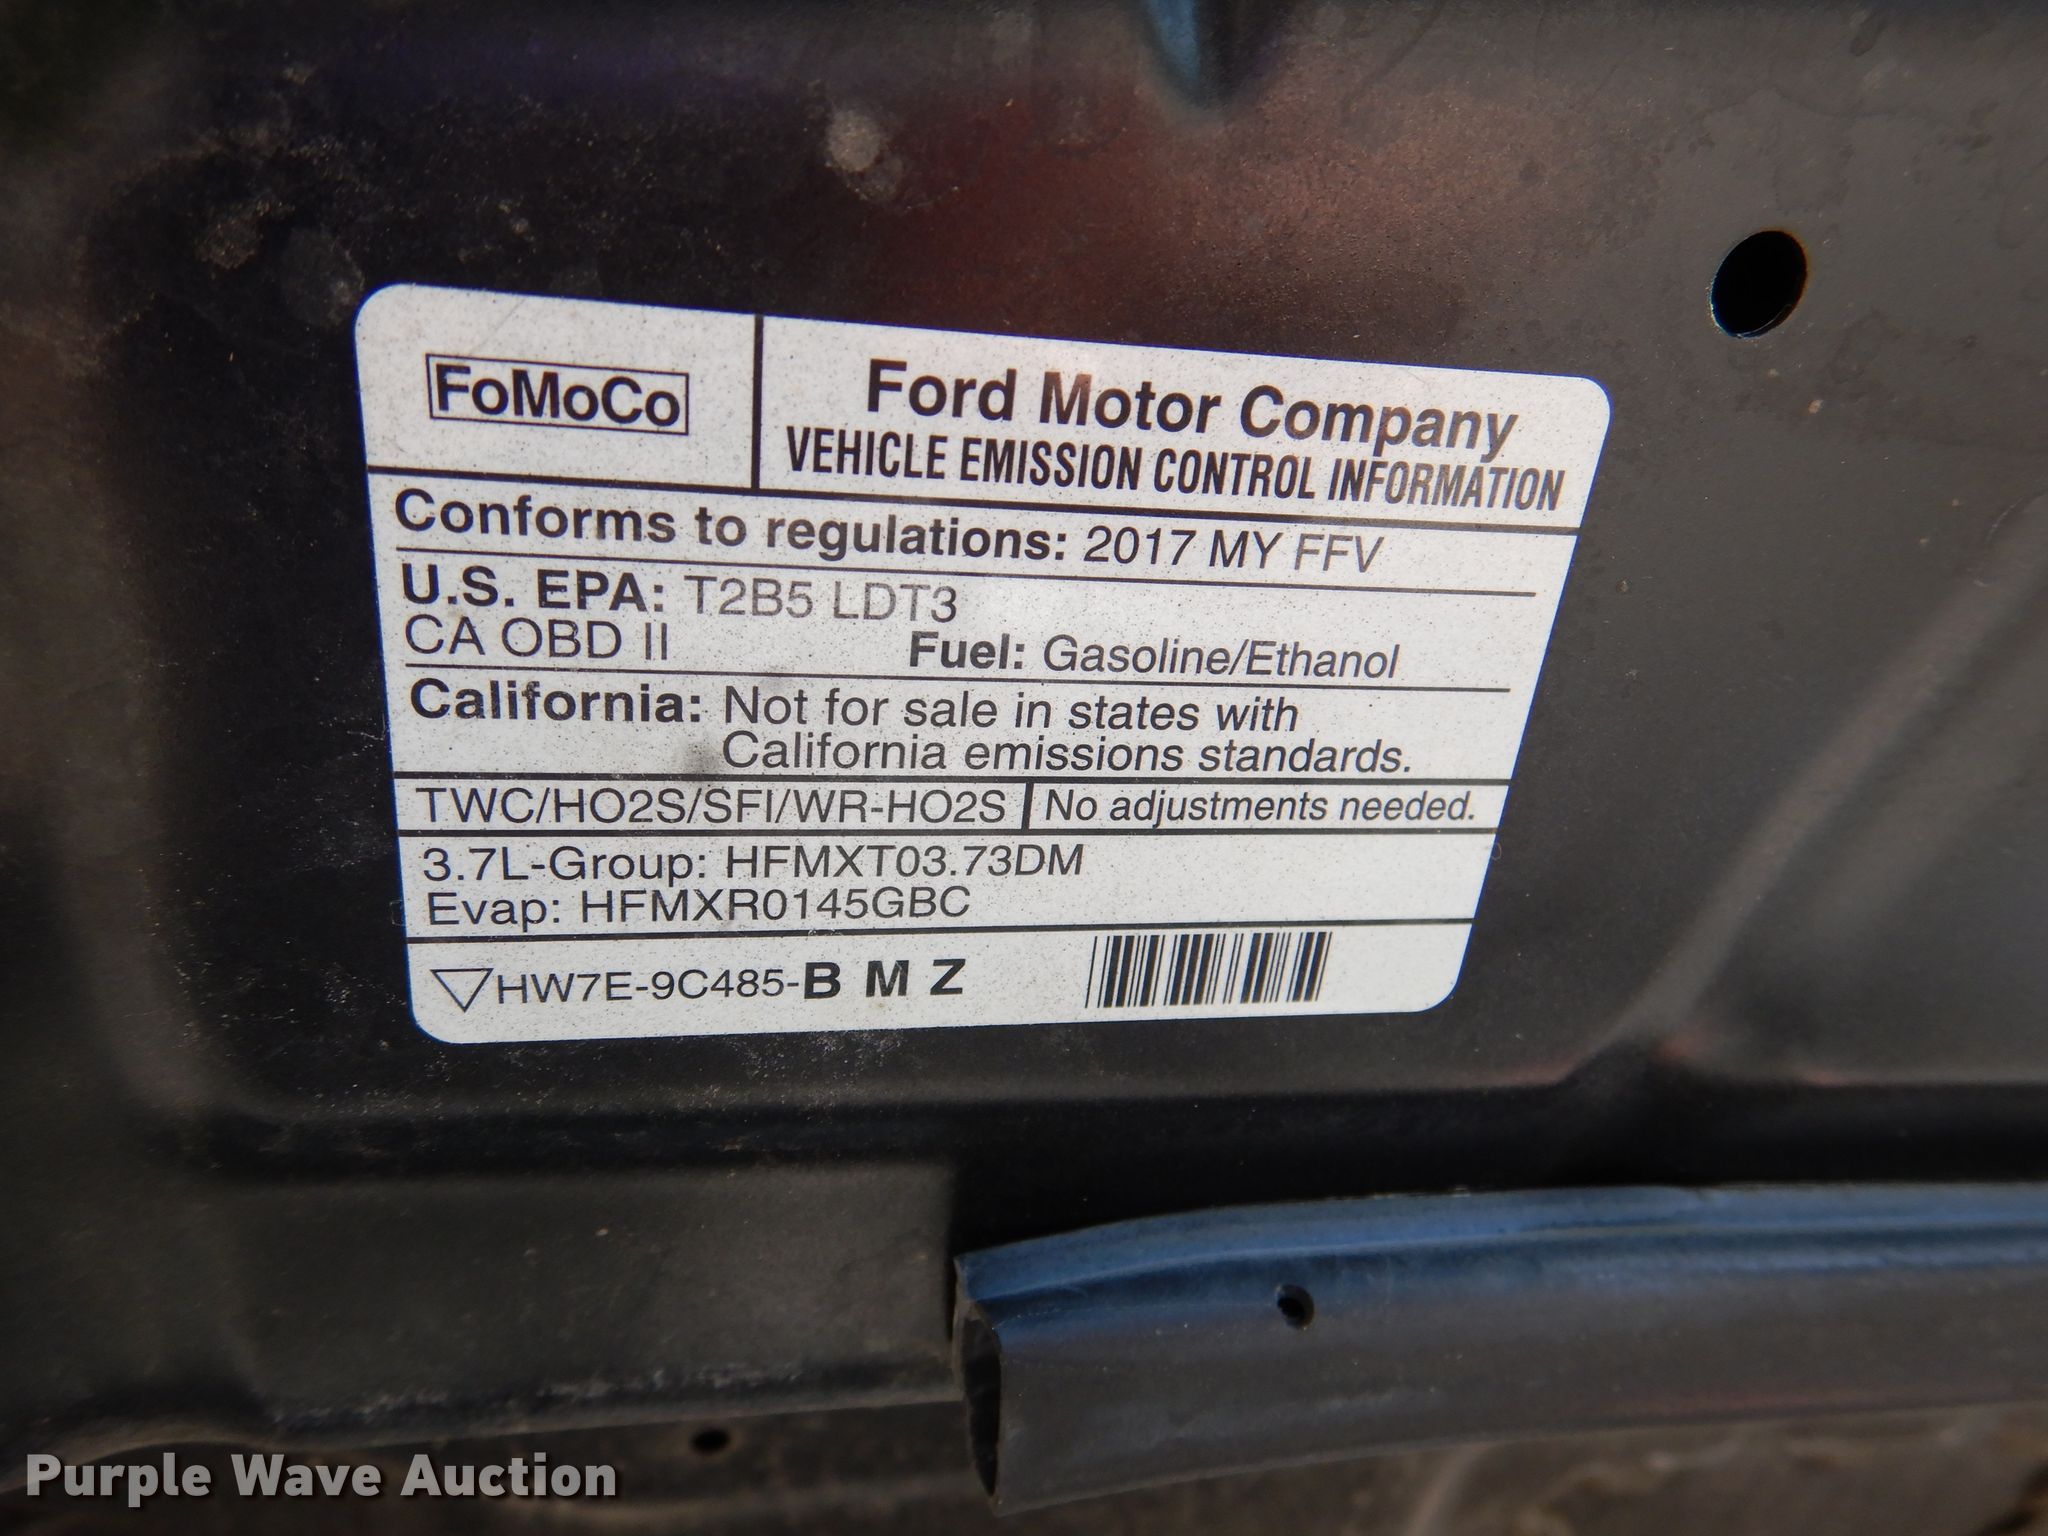 FoMoCo
Ford Motor Company
VEHICLE EMISSION CONTROL INFORMATION
Conforms to regulations: 2017 MY FFV
U.S. EPA: T2B5 LDT3
CA OBD II Fuel: Gasoline/Ethanol
California: Not for sale in states with
California emissions standards.
TWC/HO2S/SFI/WR-HO2S No adjustments needed.
3.7L-Group: HFMXT03.73DM
Evap: HFMXR0145GBC
HW7E-9C485-B M Z
Purple Wave Auction